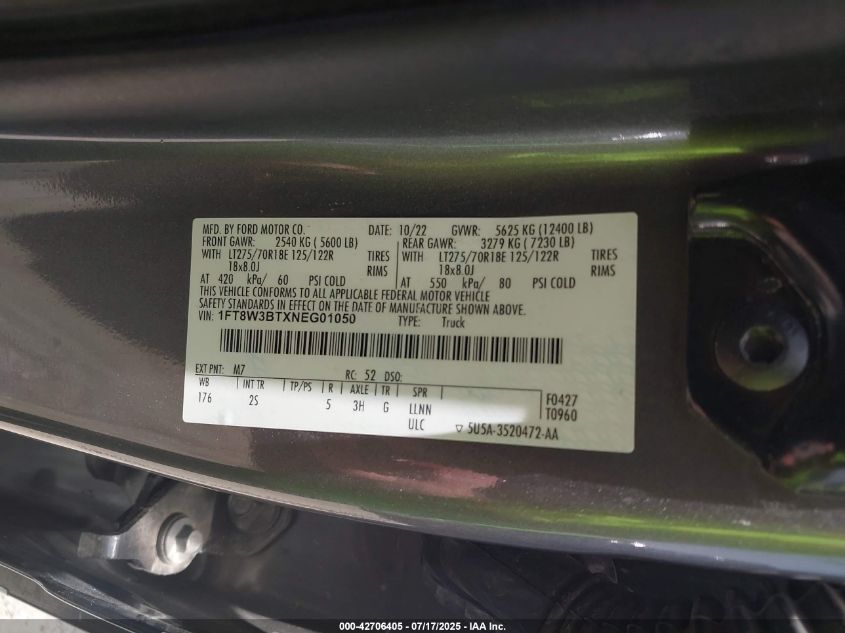 MFD. BY FORD MOTOR CO. DATE: 10/22 GVWR: 5625 KG (12400 LB)
FRONT GAWR: 2540 KG ( 5600 LB) REAR GAWR: 3279 KG ( 7230 LB)
WITH LT275/70R18E 125/122R TIRES WITH LT275/70R18E 125/122R TIRES
18x8.0J RIMS 18x8.0J RIMS
AT 420 kPa/ 60 PSI COLD AT 550 kPa/ 80 PSI COLD
THIS VEHICLE CONFORMS TO ALL APPLICABLE FEDERAL MOTOR VEHICLE
SAFETY STANDARDS IN EFFECT ON THE DATE OF MANUFACTURE SHOWN ABOVE.
VIN: 1FT8W3BTXNEG01050 TYPE: Truck
EXT PNT: M7 RC: 52 DSO:
WB INT TR TP/PS R AXLE TR SPR
176 2S 5 3H G LLNN F0427
ULC T0960
▽ 5U5A-3520472-AA
000-42706405 - 07/17/2025 - IAA Inc.